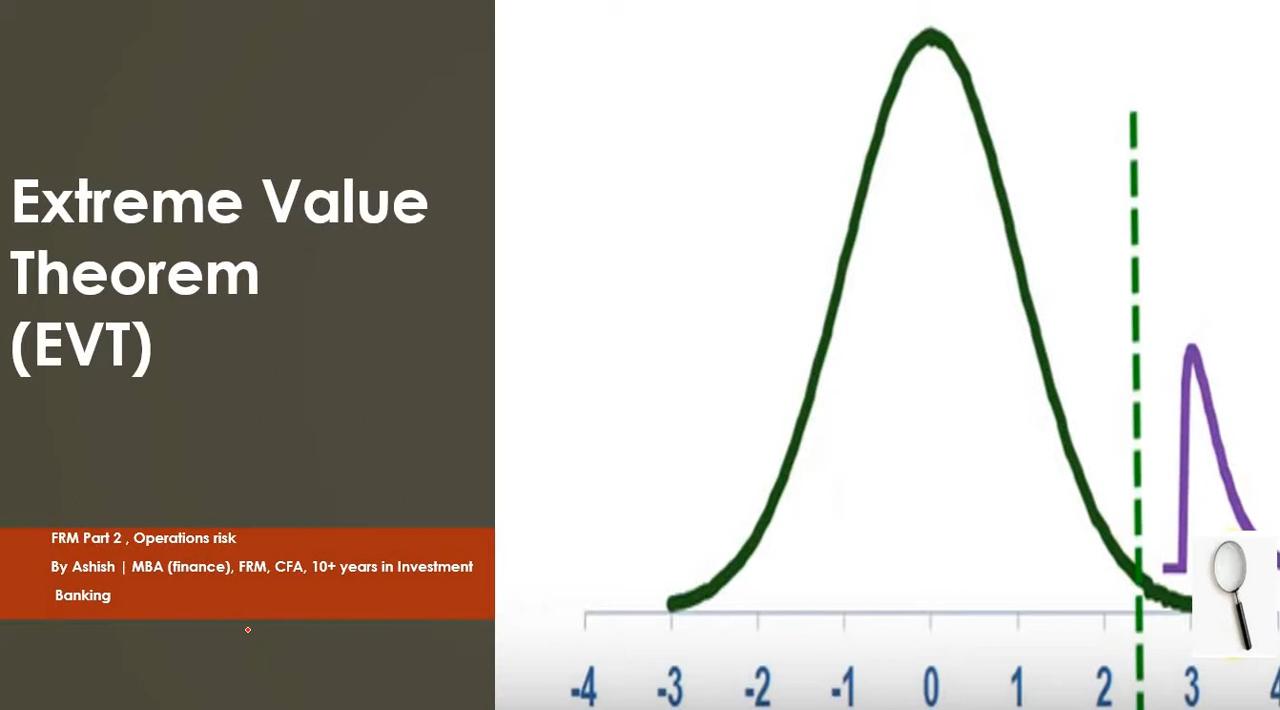 Extreme Value
Theorem
(EVT)
FRM Part 2 , Operations risk
By Ashish | MBA (finance), FRM, CFA, 10+ years in Investment
Banking
-4 -3 -2 -1 0 1 2 3 4